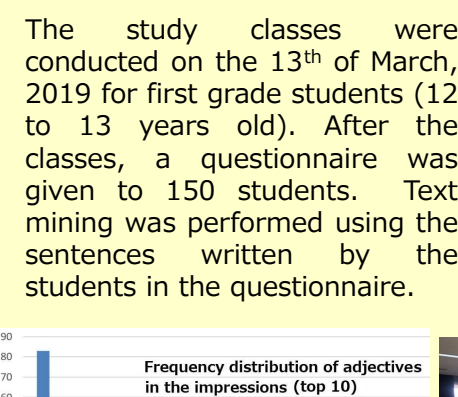 The study classes were
conducted on the 13th of March,
2019 for first grade students (12
to 13 years old). After the
classes, a questionnaire was
given to 150 students. Text
mining was performed using the
sentences written by the
students in the questionnaire.
90
80
Frequency distribution of adjectives
70
in the impressions (top 10)
60